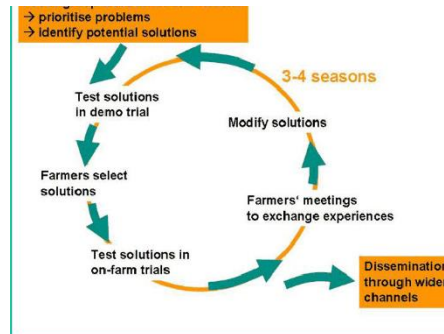 → prioritise problems
→ identify potential solutions
3-4 seasons
Test solutions
in demo trial
Modify solutions
Farmers select
solutions
Farmers' meetings
to exchange experiences
Test solutions in
on-farm trials
Dissemination
through wider
channels